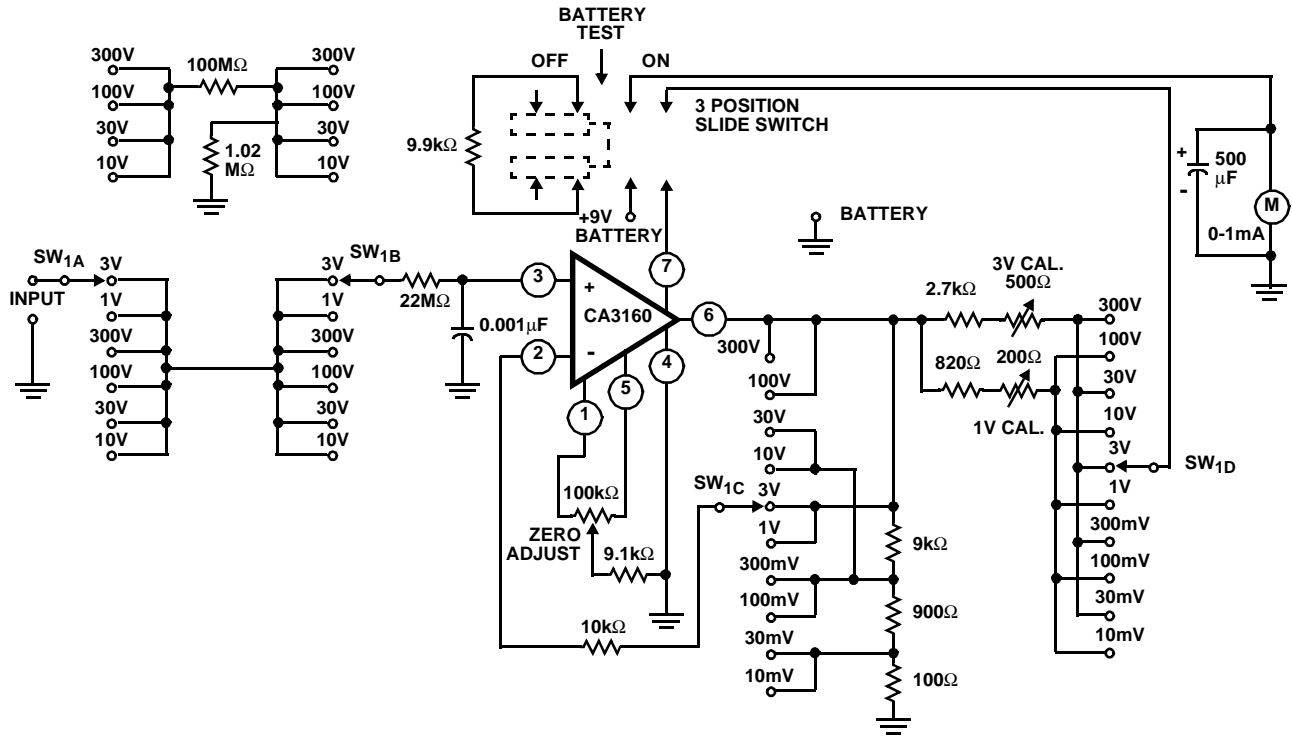 BATTERY
TEST
OFF
ON
300V
100V
30V
10V
100MΩ
1.02
MΩ
300V
100V
30V
10V
9.9kΩ
3 POSITION
SLIDE SWITCH
+
500
µF
-
M
0-1mA
+9V
BATTERY
BATTERY
SW1A
INPUT
3V
1V
300V
100V
30V
10V
SW1B
3V
1V
300V
100V
30V
10V
22MΩ
0.001µF
3
2
+
-
CA3160
7
6
4
5
1
100kΩ
ZERO
ADJUST
9.1kΩ
10kΩ
SW1C
300V
100V
30V
10V
3V
1V
300mV
100mV
30mV
10mV
9kΩ
900Ω
100Ω
2.7kΩ
3V CAL.
500Ω
820Ω
200Ω
1V CAL.
300V
100V
30V
10V
3V
1V
300mV
100mV
30mV
10mV
SW1D